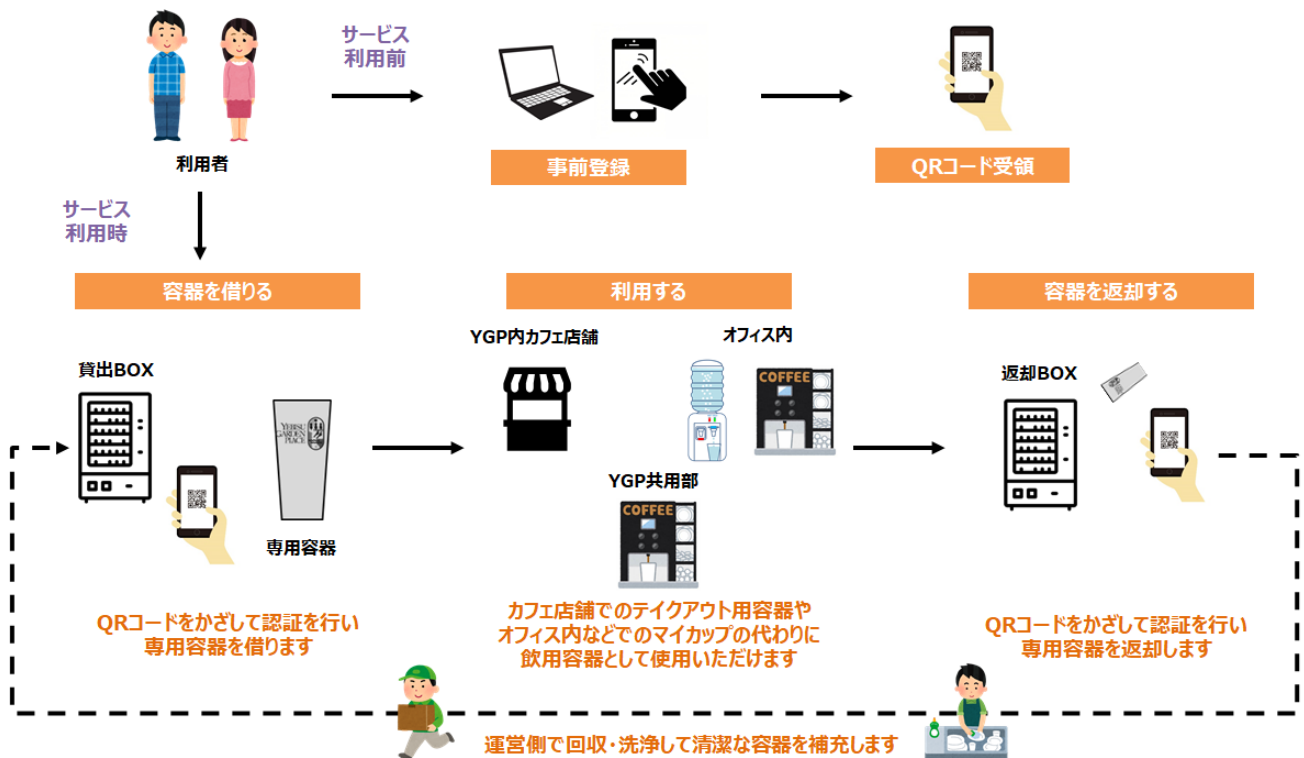 サービス
利用前
利用者
事前登録
QRコード受領
サービス
利用時
容器を借りる
利用する
容器を返却する
YGP内カフェ店舗
オフィス内
貸出BOX
返却BOX
COFFEE
YEBISU
GARDEN
PLACE
YGP共用部
COFFEE
専用容器
QRコードをかざして認証を行い
専用容器を借ります
カフェ店舗でのテイクアウト用容器や
オフィス内などでのマイカップの代わりに
飲用容器として使用いただけます
QRコードをかざして認証を行い
専用容器を返却します
運営側で回収・洗浄して清潔な容器を補充します